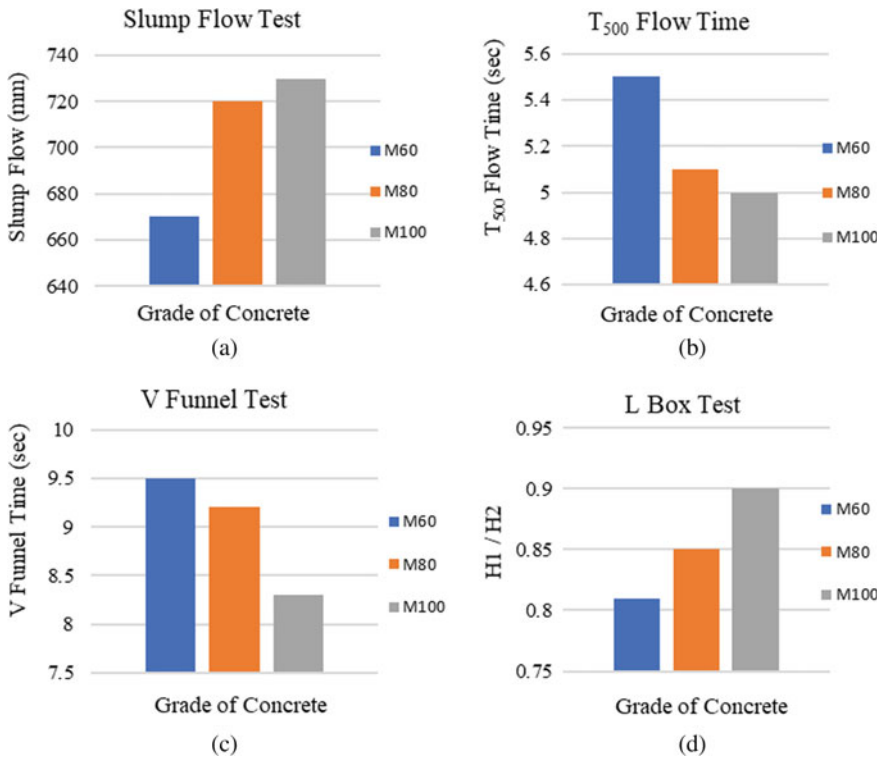 Slump Flow Test
Slump Flow (mm)
740
720
700
680
660
640
M60
M80
M100
Grade of Concrete
(a)
T₅₀₀ Flow Time
T₅₀₀ Flow Time (sec)
5.6
5.4
5.2
5
4.8
4.6
M60
M80
M100
Grade of Concrete
(b)
V Funnel Test
V Funnel Time (sec)
10
9.5
9
8.5
8
7.5
M60
M80
M100
Grade of Concrete
(c)
L Box Test
H1 / H2
0.95
0.9
0.85
0.8
0.75
M60
M80
M100
Grade of Concrete
(d)